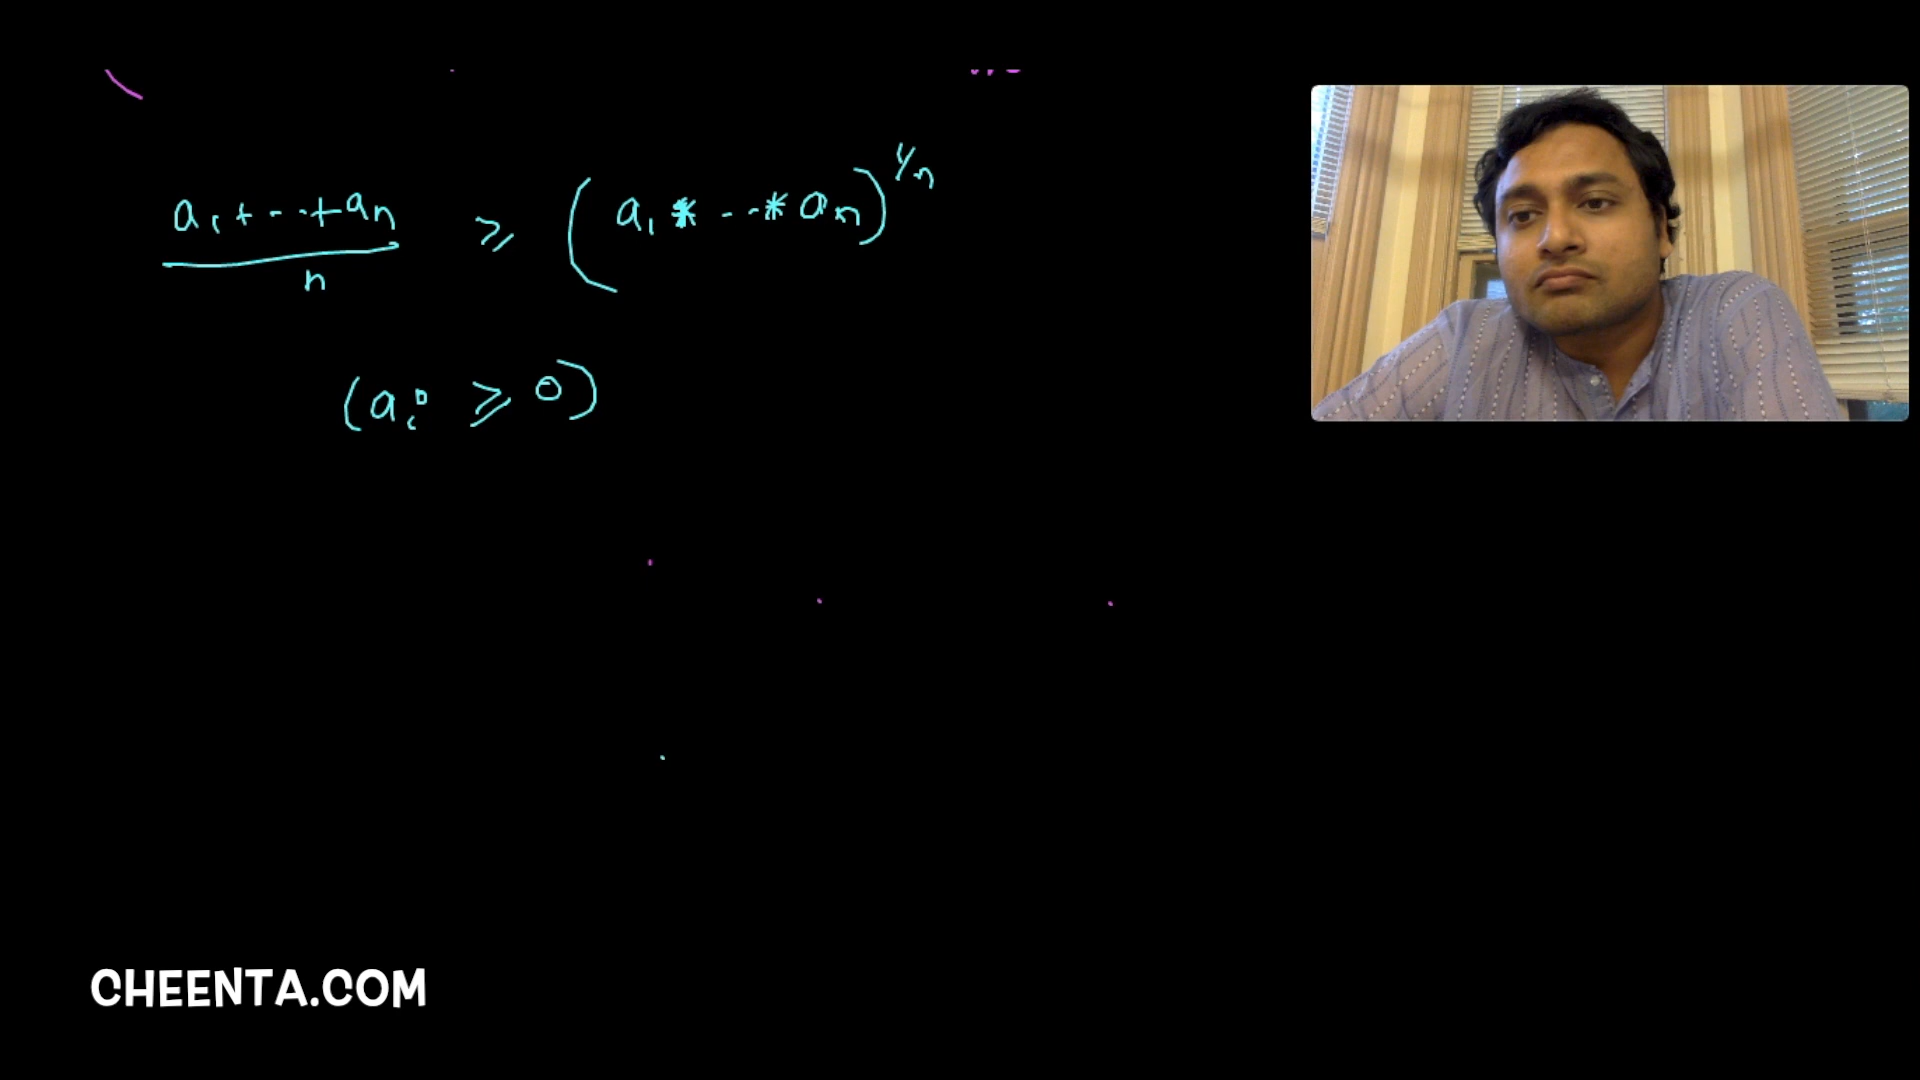 a₁+---+an
n
≥ (a₁ * --* an)^1/n
(ai ≥ 0)
CHEENTA.COM